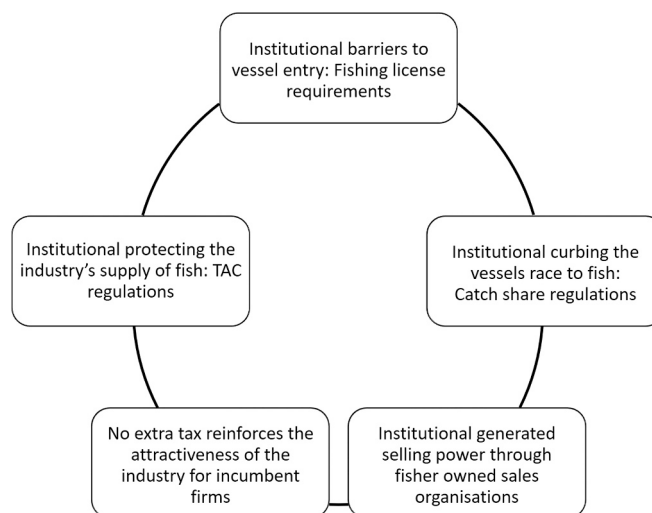 Institutional barriers to
vessel entry: Fishing license
requirements
Institutional protecting the
industry's supply of fish: TAC
regulations
Institutional curbing the
vessels race to fish:
Catch share regulations
No extra tax reinforces the
attractiveness of the
industry for incumbent
firms
Institutional generated
selling power through
fisher owned sales
organisations